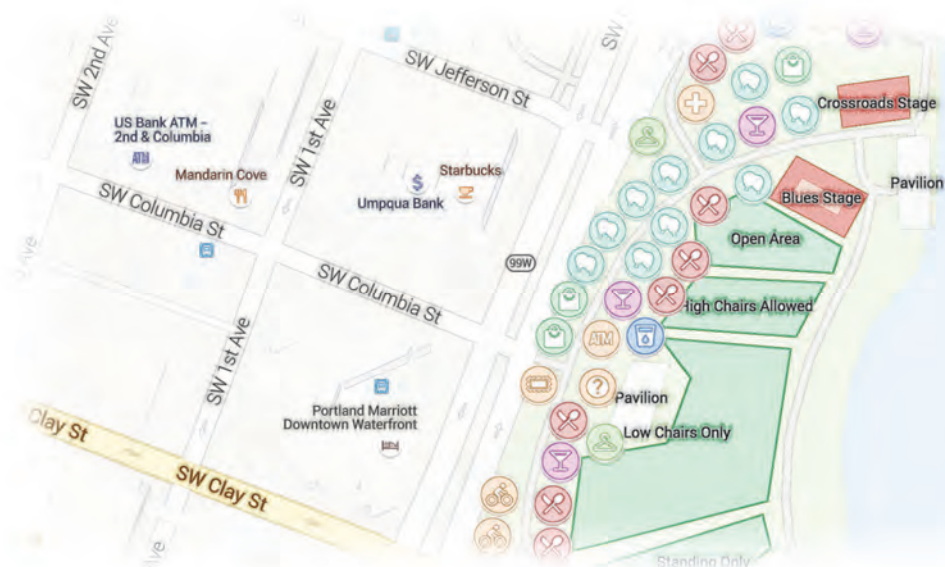 SW 2nd Ave
SW Jefferson St
SW
Crossroads Stage
US Bank ATM –
2nd & Columbia
ATM
SW 1st Ave
Mandarin Cove
Starbucks
$
Umpqua Bank
Pavilion
Blues Stage
SW Columbia St
Open Area
Ave
99W
High Chairs Allowed
SW Columbia St
ATM
SW 1st Ave
?
Pavilion
Portland Marriott
Downtown Waterfront
Low Chairs Only
Clay St
SW Clay St
Ave
Standing Only